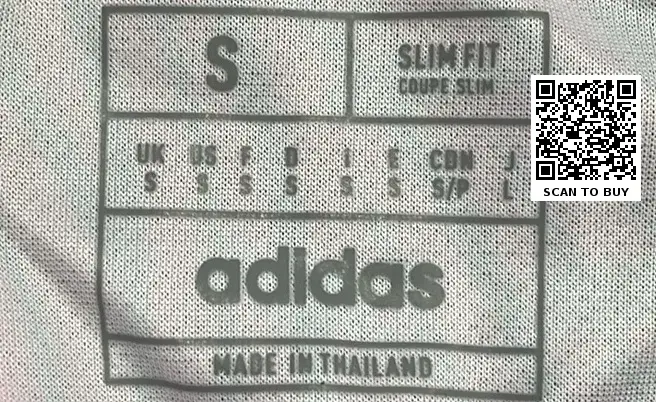 S
SLIM FIT
COUPE SLIM
UK US F D I E CDN J
S S S S S S S/P L
adidas
MADE IN THAILAND
SCAN TO BUY